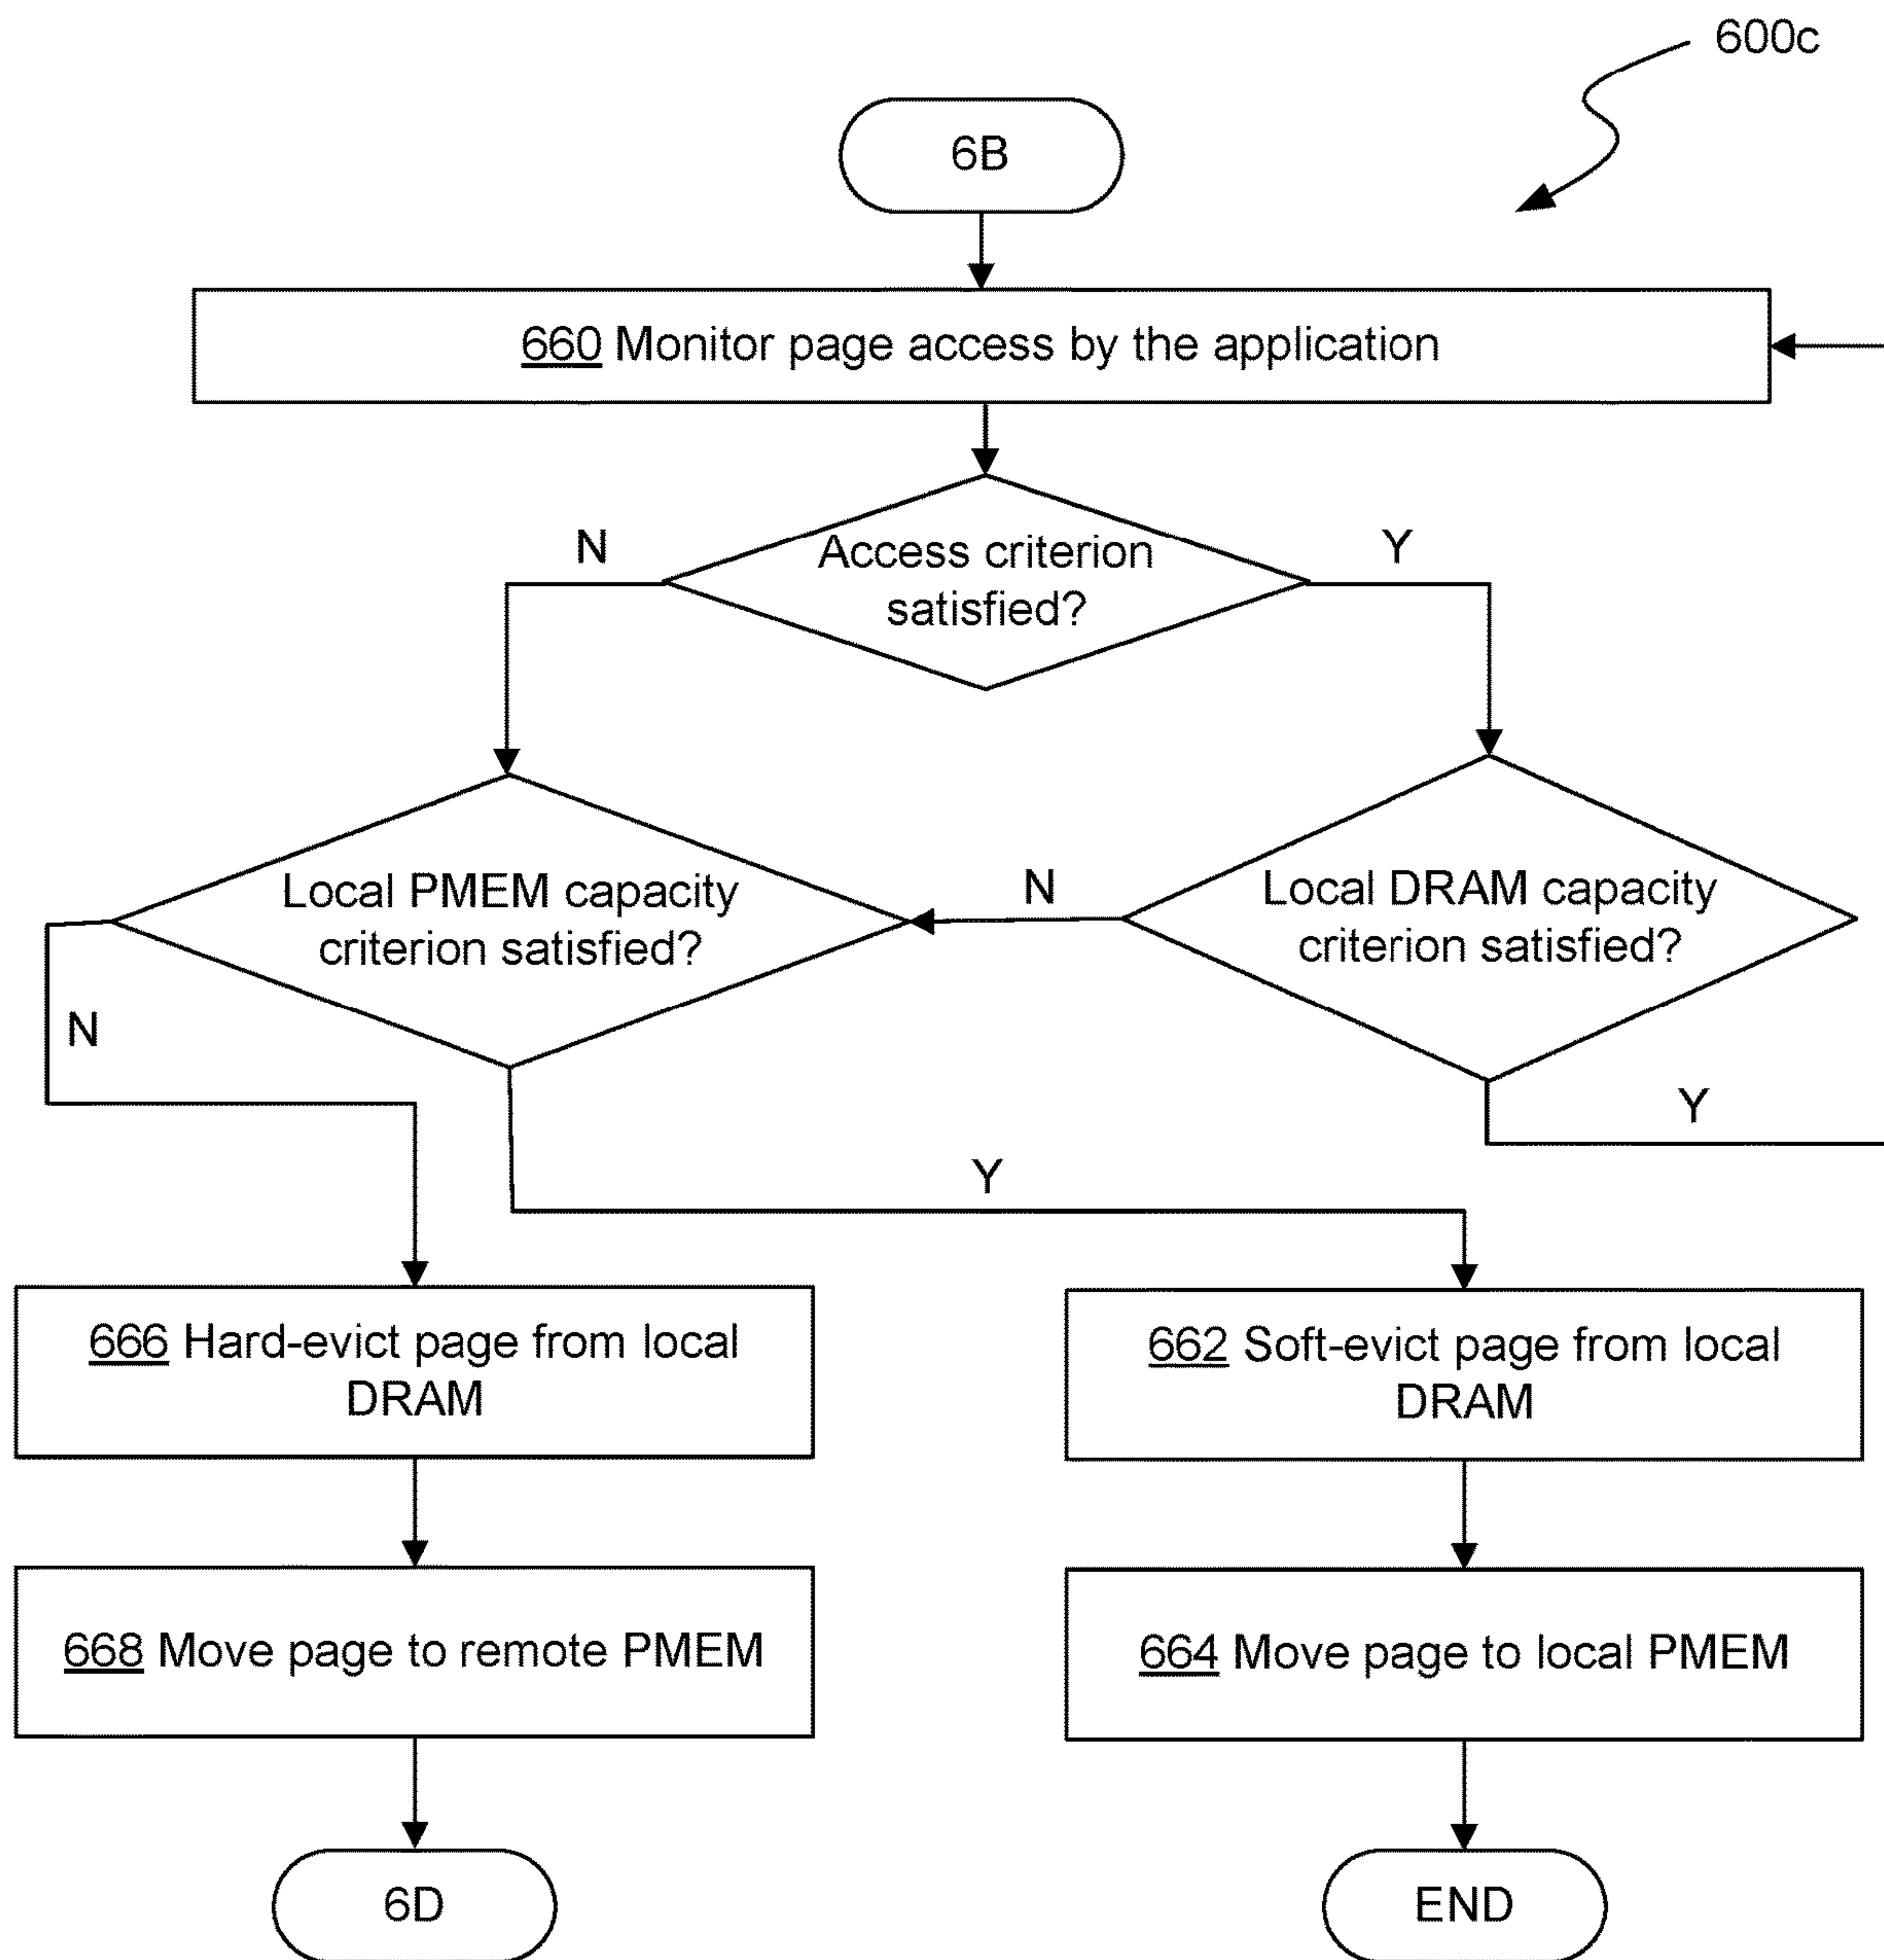 600c
6B
660 Monitor page access by the application
N
Y
Access criterion
satisfied?
Local PMEM capacity
criterion satisfied?
N
Local DRAM capacity
criterion satisfied?
N
Y
Y
666 Hard-evict page from local
DRAM
662 Soft-evict page from local
DRAM
668 Move page to remote PMEM
664 Move page to local PMEM
6D
END